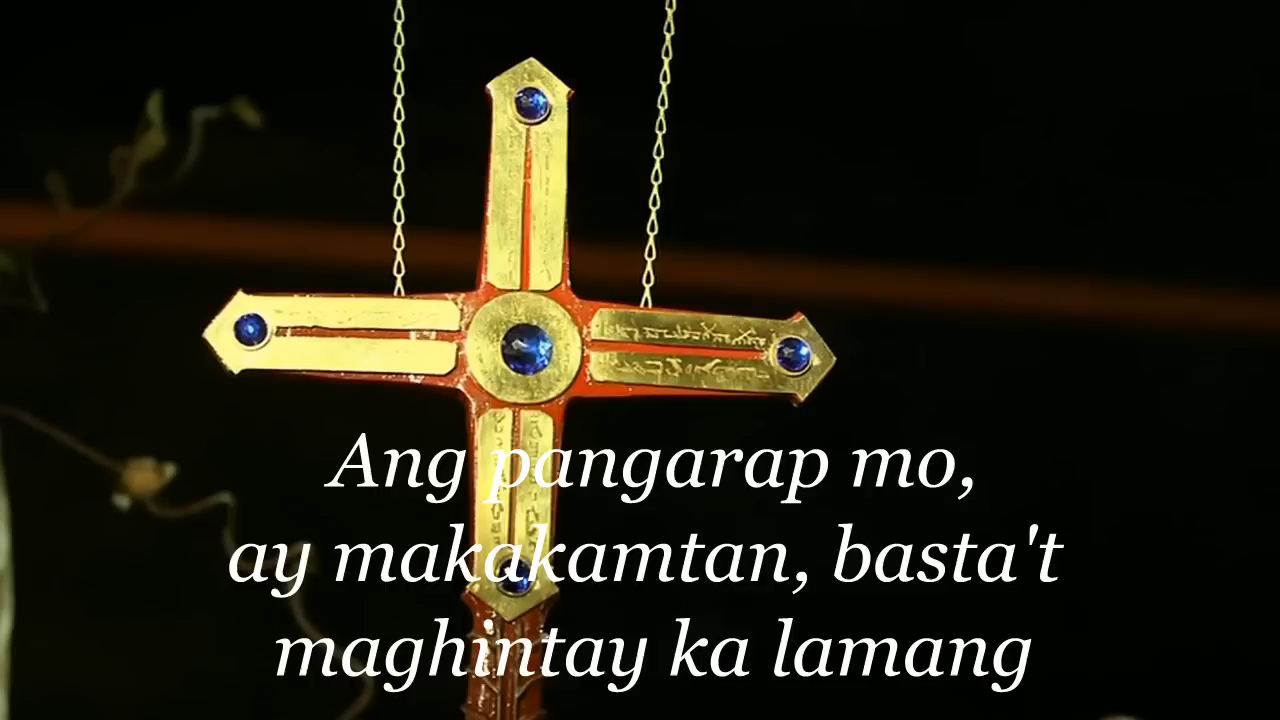 Ang pangarap mo,
ay makakamtan, basta't
maghintay ka lamang